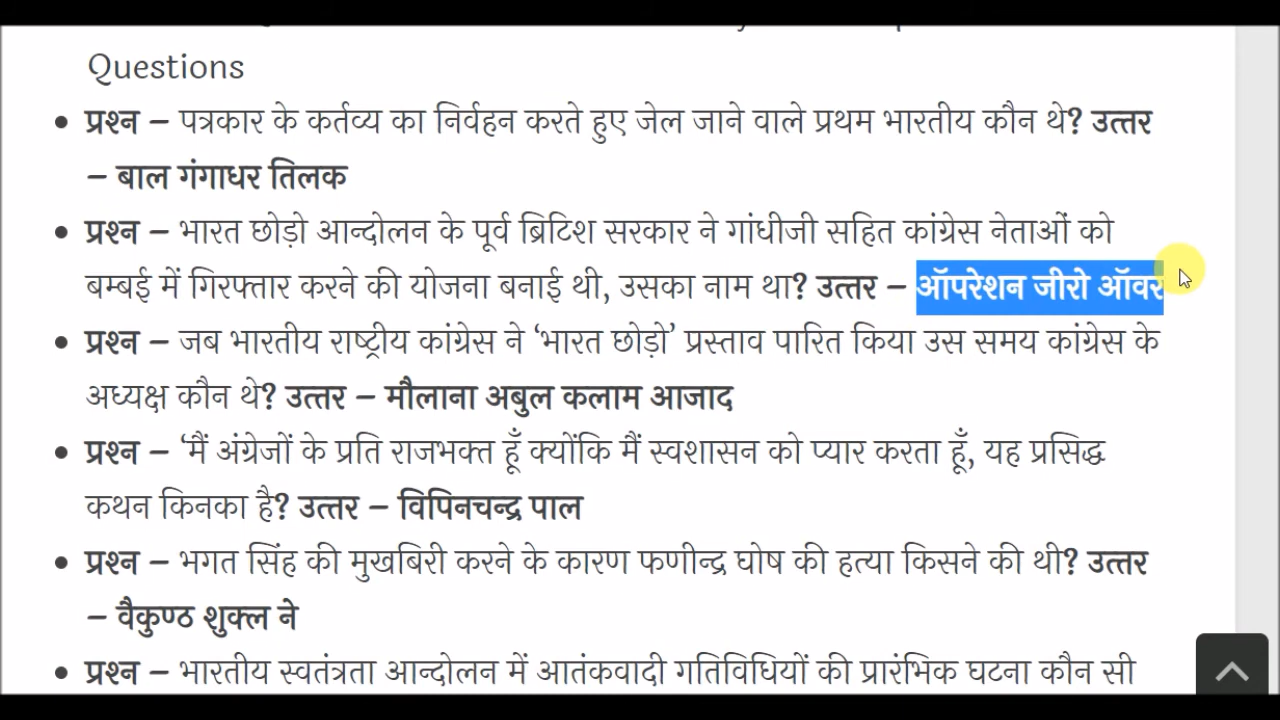 Questions
• प्रश्न – पत्रकार के कर्तव्य का निर्वहन करते हुए जेल जाने वाले प्रथम भारतीय कौन थे? उत्तर
– बाल गंगाधर तिलक
• प्रश्न – भारत छोड़ो आन्दोलन के पूर्व ब्रिटिश सरकार ने गांधीजी सहित कांग्रेस नेताओं को
बम्बई में गिरफ्तार करने की योजना बनाई थी, उसका नाम था? उत्तर – ऑपरेशन जीरो ऑवर
• प्रश्न – जब भारतीय राष्ट्रीय कांग्रेस ने ‘भारत छोड़ो’ प्रस्ताव पारित किया उस समय कांग्रेस के
अध्यक्ष कौन थे? उत्तर – मौलाना अबुल कलाम आजाद
• प्रश्न – ‘मैं अंग्रेजों के प्रति राजभक्त हूँ क्योंकि मैं स्वशासन को प्यार करता हूँ, यह प्रसिद्ध
कथन किनका है? उत्तर – विपिनचन्द्र पाल
• प्रश्न – भगत सिंह की मुखबिरी करने के कारण फणीन्द्र घोष की हत्या किसने की थी? उत्तर
– वैकुण्ठ शुक्ल ने
• प्रश्न – भारतीय स्वतंत्रता आन्दोलन में आतंकवादी गतिविधियों की प्रारंभिक घटना कौन सी